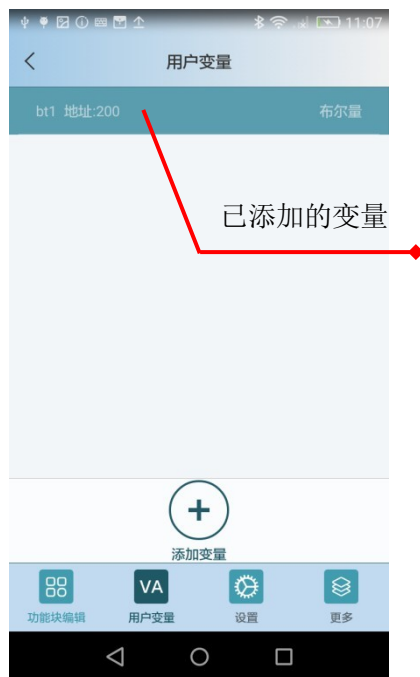 11:07
用户变量
bt1 地址:200 布尔量
已添加的变量
添加变量
VA
功能块编辑 用户变量 设置 更多